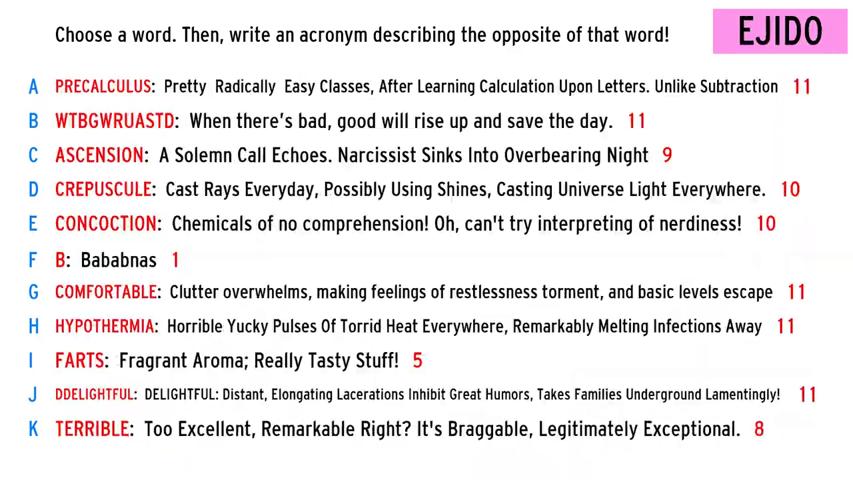 Choose a word. Then, write an acronym describing the opposite of that word!
EJIDO
A PRECALCULUS: Pretty Radically Easy Classes, After Learning Calculation Upon Letters. Unlike Subtraction 11
B WTBGWRUASTD: When there's bad, good will rise up and save the day. 11
C ASCENSION: A Solemn Call Echoes. Narcissist Sinks Into Overbearing Night 9
D CREPUSCULE: Cast Rays Everyday, Possibly Using Shines, Casting Universe Light Everywhere. 10
E CONCOCTION: Chemicals of no comprehension! Oh, can't try interpreting of nerdiness! 10
F B: Bababnas 1
G COMFORTABLE: Clutter overwhelms, making feelings of restlessness torment, and basic levels escape 11
H HYPOTHERMIA: Horrible Yucky Pulses Of Torrid Heat Everywhere, Remarkably Melting Infections Away 11
I FARTS: Fragrant Aroma; Really Tasty Stuff! 5
J DDELIGHTFUL: DELIGHTFUL: Distant, Elongating Lacerations Inhibit Great Humors, Takes Families Underground Lamentingly! 11
K TERRIBLE: Too Excellent, Remarkable Right? It's Braggable, Legitimately Exceptional. 8